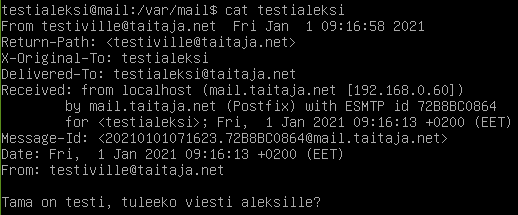 testialeksi@mail:/var/mail$ cat testialeksi
From testiville@taitaja.net  Fri Jan  1 09:16:58 2021
Return-Path: <testiville@taitaja.net>
X-Original-To: testialeksi
Delivered-To: testialeksi@taitaja.net
Received: from localhost (mail.taitaja.net [192.168.0.60])
        by mail.taitaja.net (Postfix) with ESMTP id 72B8BC0864
        for <testialeksi>; Fri,  1 Jan 2021 09:16:13 +0200 (EET)
Message-Id: <20210101071623.72B8BC0864@mail.taitaja.net>
Date: Fri,  1 Jan 2021 09:16:13 +0200 (EET)
From: testiville@taitaja.net

Tama on testi, tuleeko viesti aleksille?